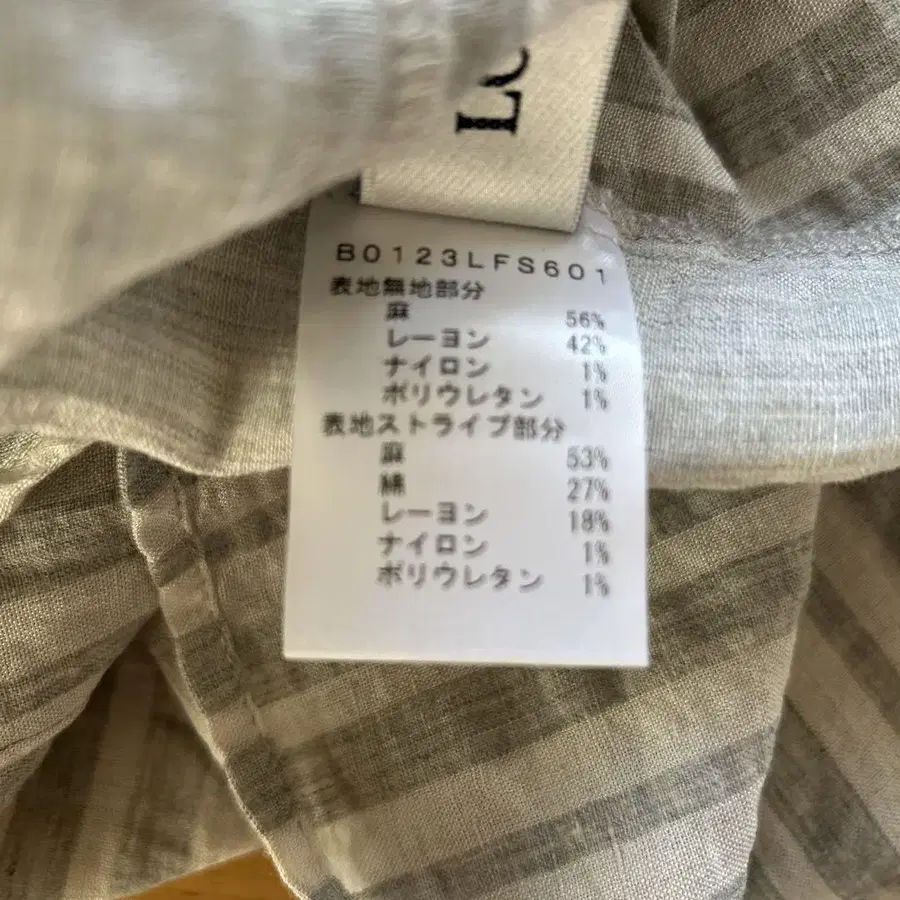 B0123LFS601
表地無地部分
麻 56%
レーヨン 42%
ナイロン 1%
ポリウレタン 1%
表地ストライプ部分
麻 53%
綿 27%
レーヨン 18%
ナイロン 1%
ポリウレタン 1%